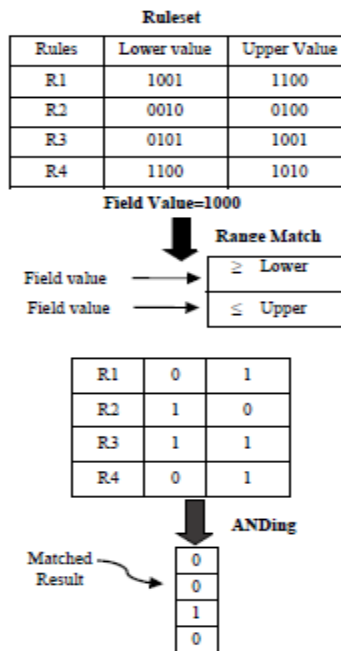 Ruleset
Rules Lower value Upper Value
R1 1001 1100
R2 0010 0100
R3 0101 1001
R4 1100 1010
Field Value=1000
Range Match
Field value ≥ Lower
Field value ≤ Upper
R1 0 1
R2 1 0
R3 1 1
R4 0 1
ANDing
Matched
Result
0
0
1
0